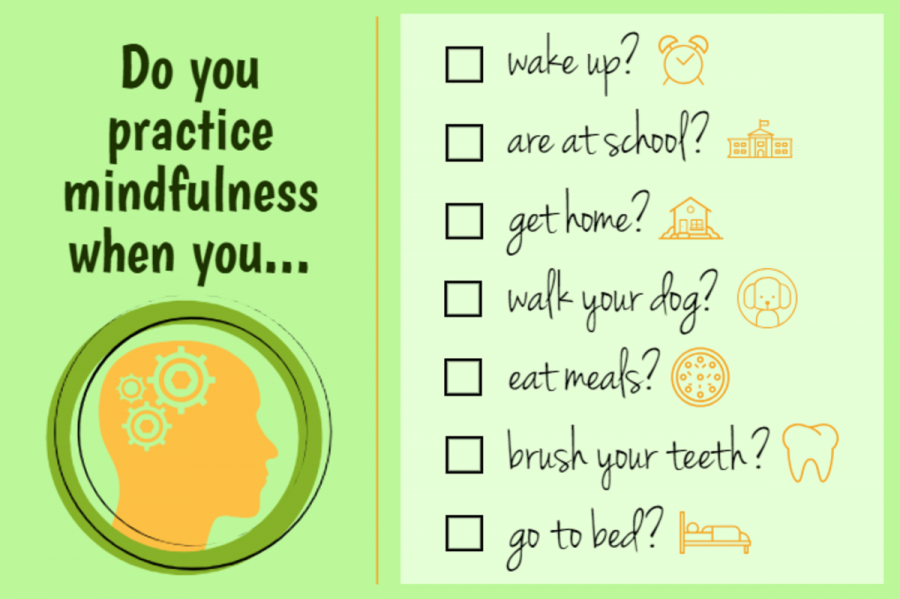 Do you
practice
mindfulness
when you...
wake up?
are at school?
get home?
walk your dog?
eat meals?
brush your teeth?
go to bed?